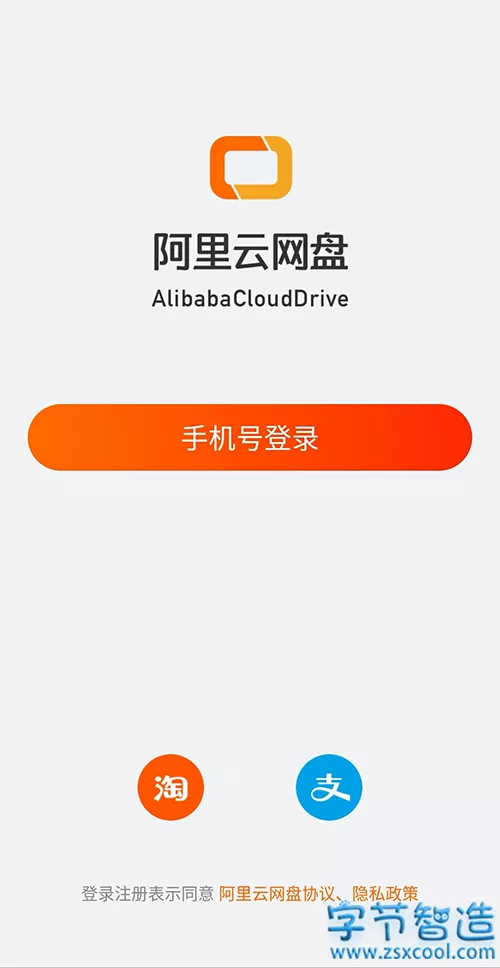 阿里云网盘
AlibabaCloudDrive
手机号登录
淘
支
登录注册表示同意 阿里云网盘协议、隐私政策
字节智造
www.zsxcool.com